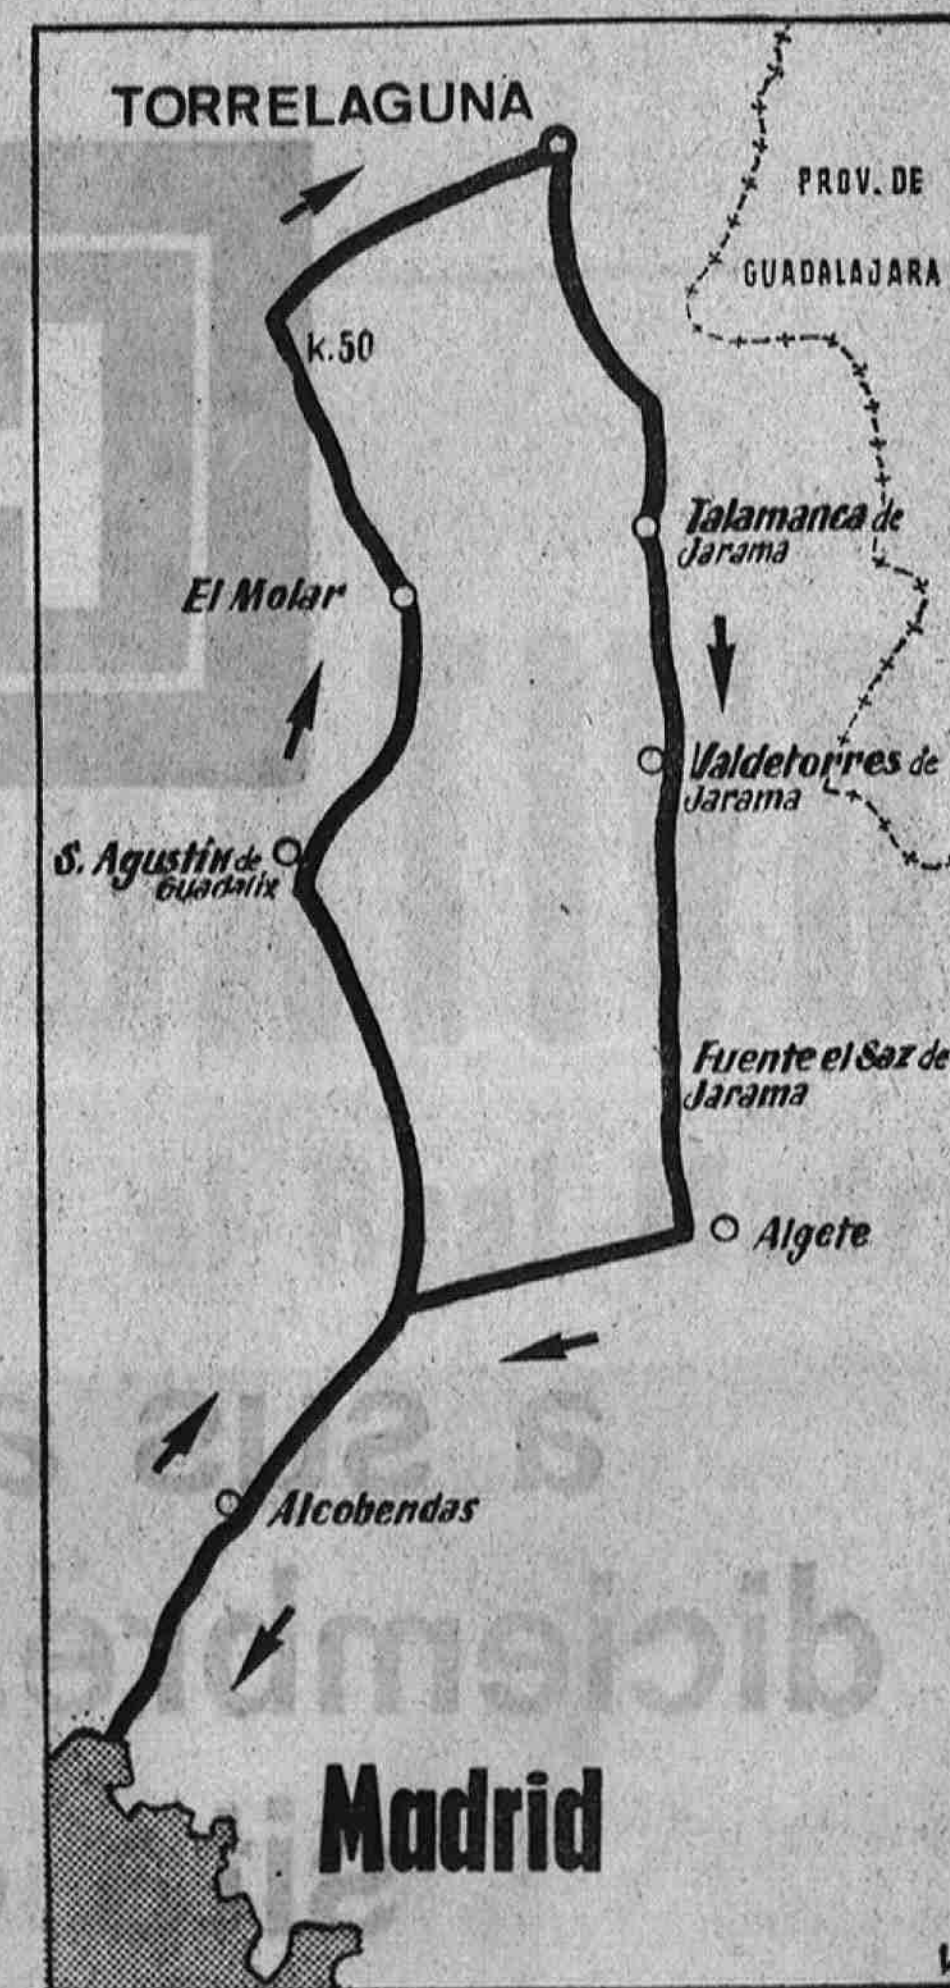 TORRELAGUNA
PROV. DE
GUADALAJARA
k.50
Talamanca de
Jarama
El Molar
Valdetorres de
Jarama
S. Agustín de
Guadalix
Fuente el Saz de
Jarama
Algete
Alcobendas
Madrid